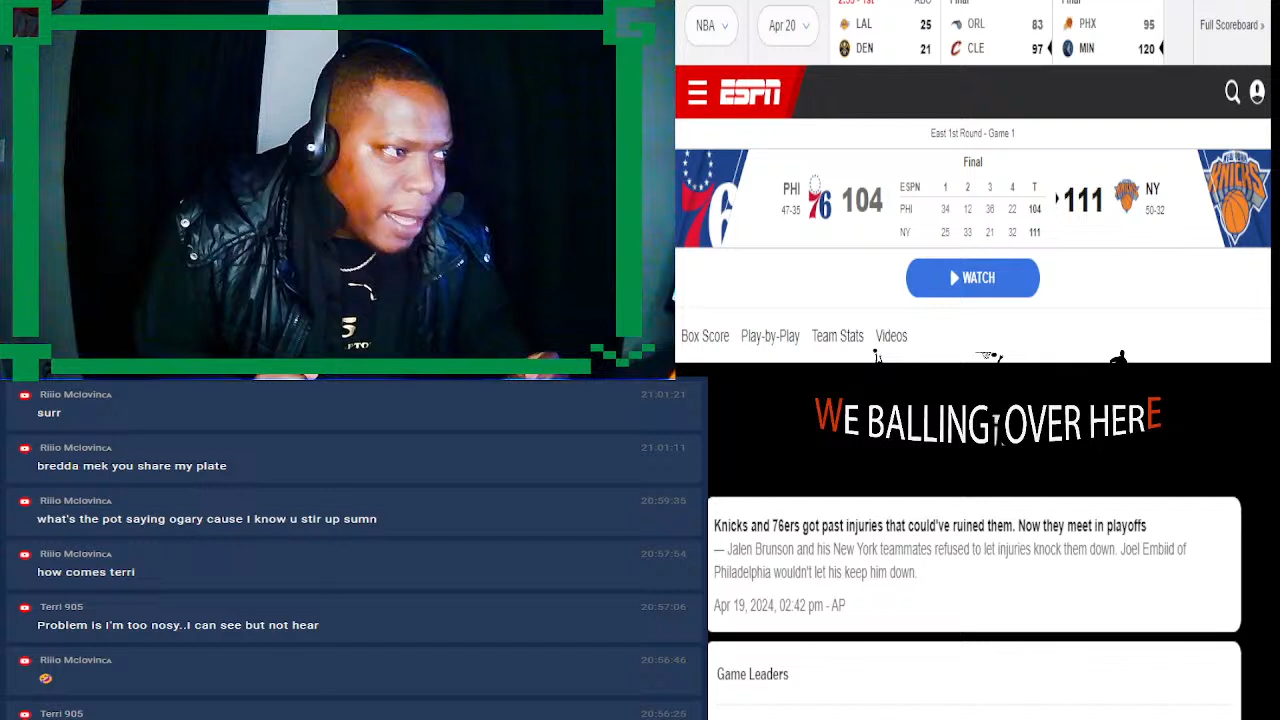 NBA
Apr 20
LAL 25
DEN 21
Final
ORL 83
CLE 97
Final
PHX 95
MIN 120
Full Scoreboard »
ESPN
East 1st Round - Game 1
Final
PHI
47-35
76
104
ESPN 1 2 3 4 T
PHI 34 12 36 22 104
NY 25 33 21 32 111
111
NY
50-32
KNICKS
WATCH
Box Score Play-by-Play Team Stats Videos
WE BALLING OVER HERE
Knicks and 76ers got past injuries that could've ruined them. Now they meet in playoffs
— Jalen Brunson and his New York teammates refused to let injuries knock them down. Joel Embiid of
Philadelphia wouldn't let his keep him down.
Apr 19, 2024, 02:42 pm - AP
Game Leaders
Riiio Mclovinca 21:01:21
surr
Riiio Mclovinca 21:01:11
bredda mek you share my plate
Riiio Mclovinca 20:59:35
what's the pot saying ogary cause I know u stir up sumn
Riiio Mclovinca 20:57:54
how comes terri
Terri 905 20:57:06
Problem is I'm too nosy..I can see but not hear
Riiio Mclovinca 20:56:46
🤣
Terri 905 20:56:25